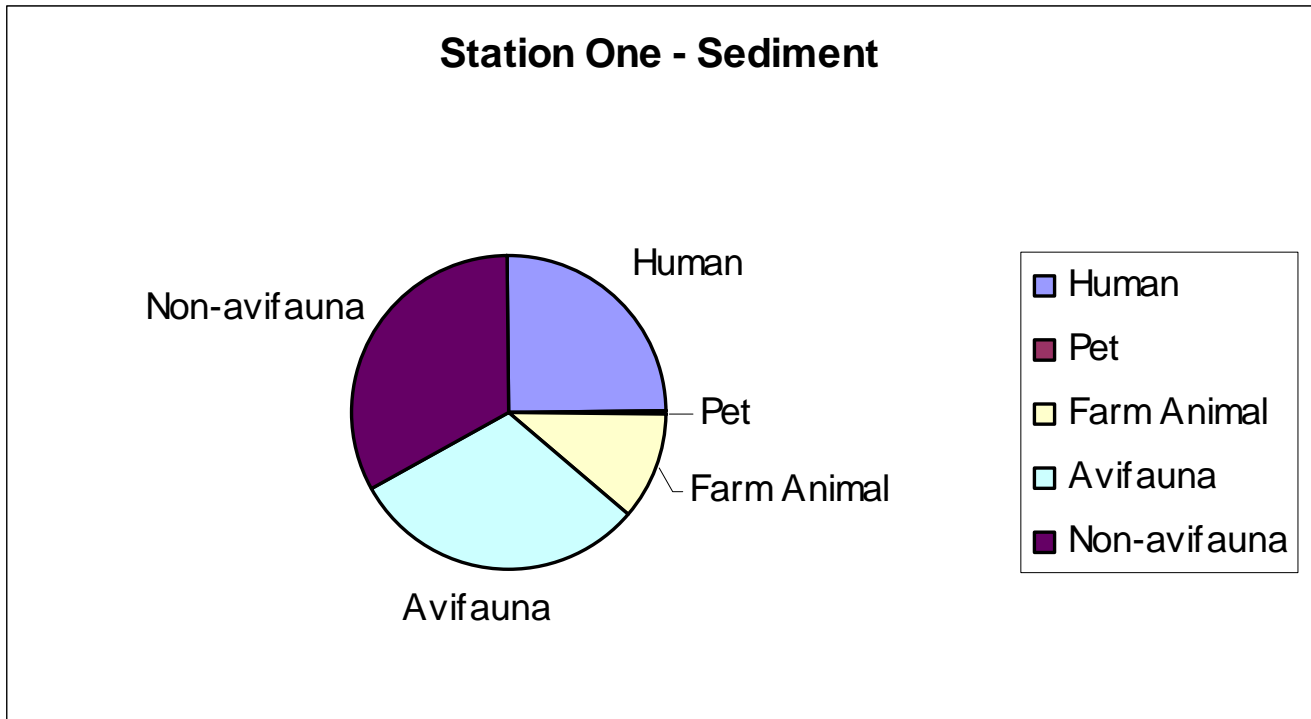 Station One - Sediment
Human
Non-avifauna
Pet
Farm Animal
Avifauna
Human
Pet
Farm Animal
Avifauna
Non-avifauna